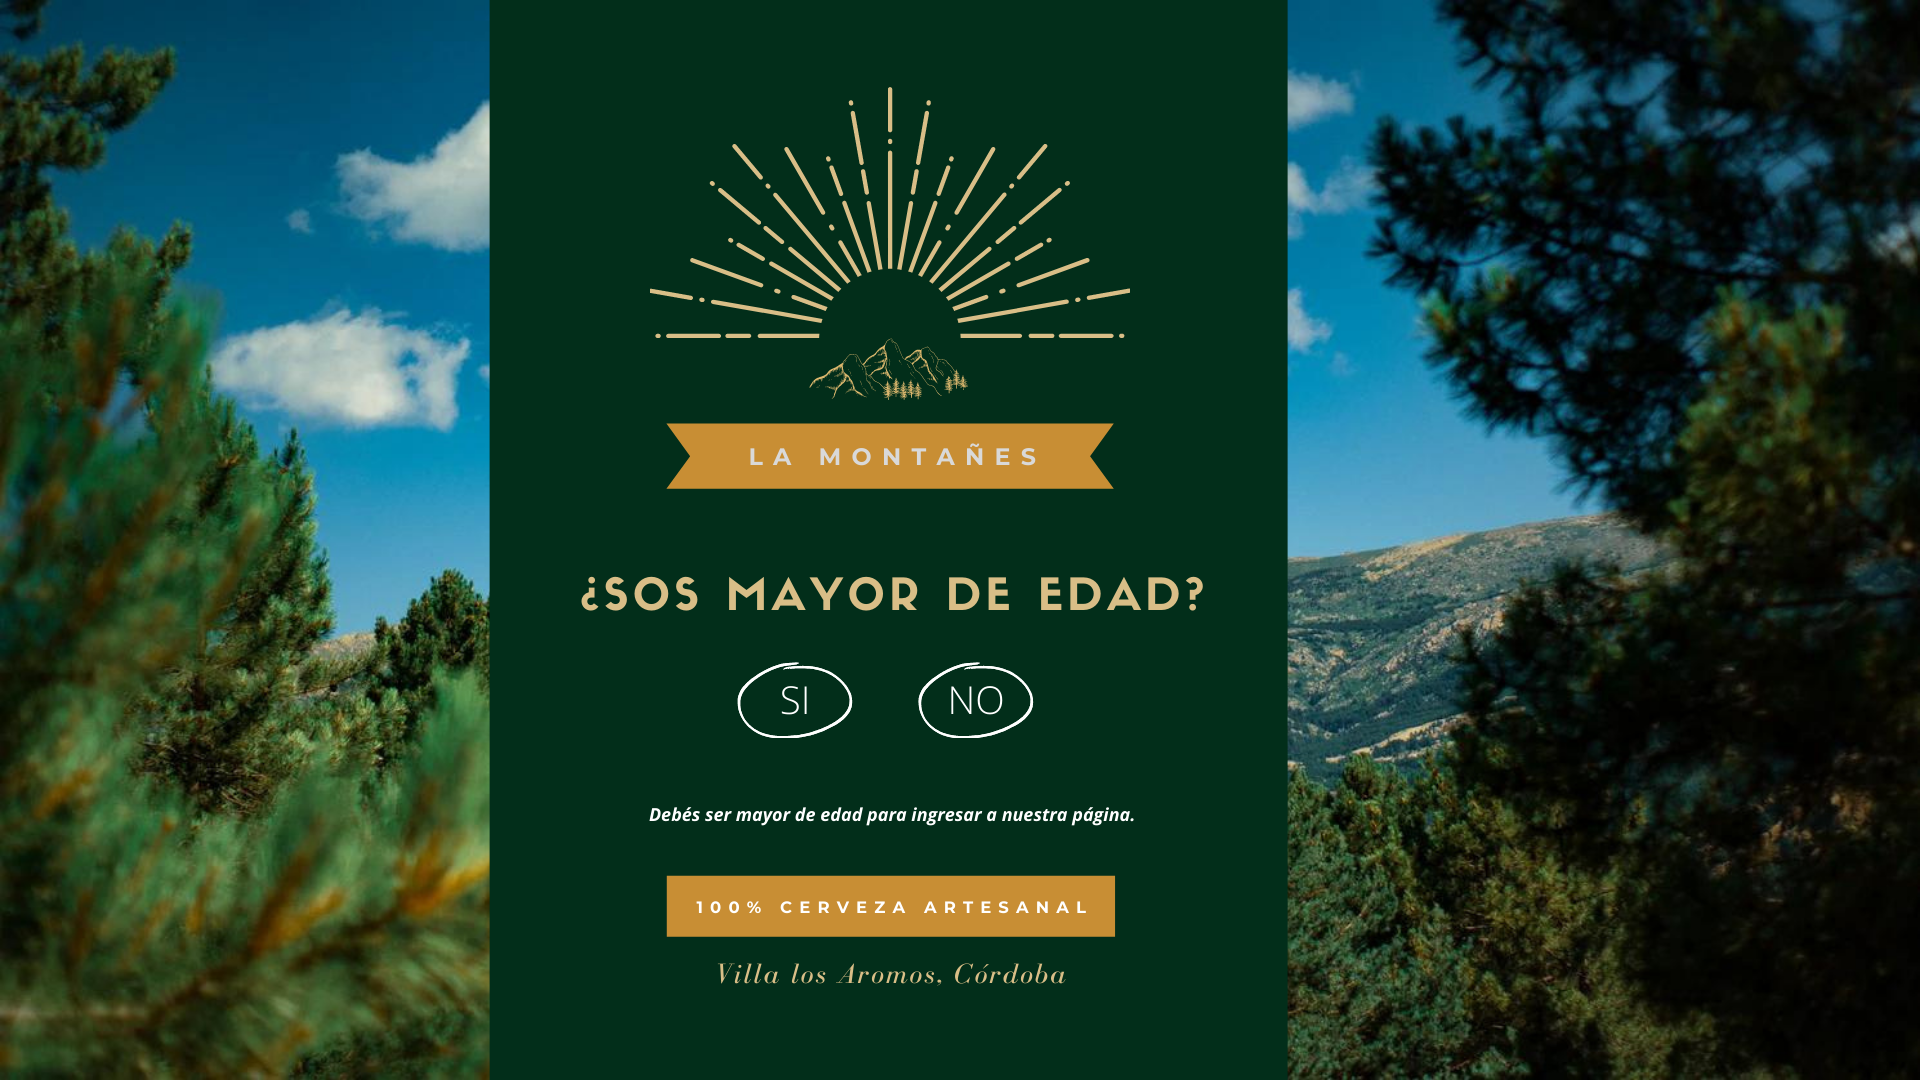 LA MONTAÑES
¿SOS MAYOR DE EDAD?
SI NO
Debés ser mayor de edad para ingresar a nuestra página.
100% CERVEZA ARTESANAL
Villa los Aromos, Córdoba